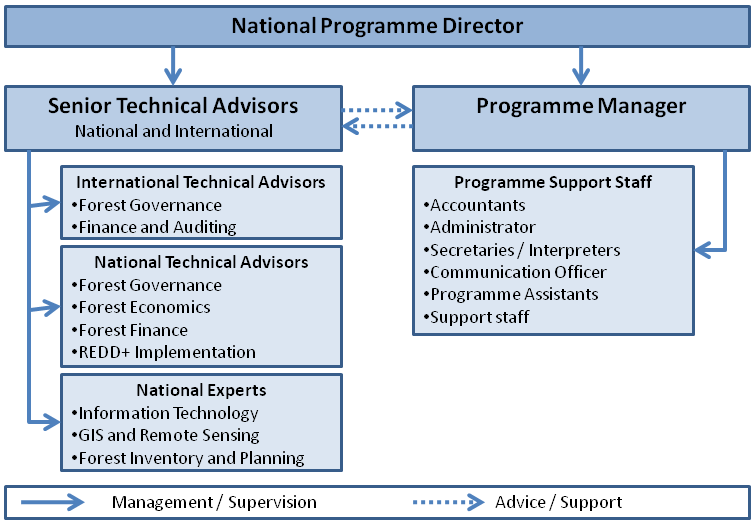 National Programme Director
Senior Technical Advisors
National and International
Programme Manager
International Technical Advisors
•Forest Governance
•Finance and Auditing
National Technical Advisors
•Forest Governance
•Forest Economics
•Forest Finance
•REDD+ Implementation
National Experts
•Information Technology
•GIS and Remote Sensing
•Forest Inventory and Planning
Programme Support Staff
•Accountants
•Administrator
•Secretaries / Interpreters
•Communication Officer
•Programme Assistants
•Support staff
Management / Supervision
Advice / Support